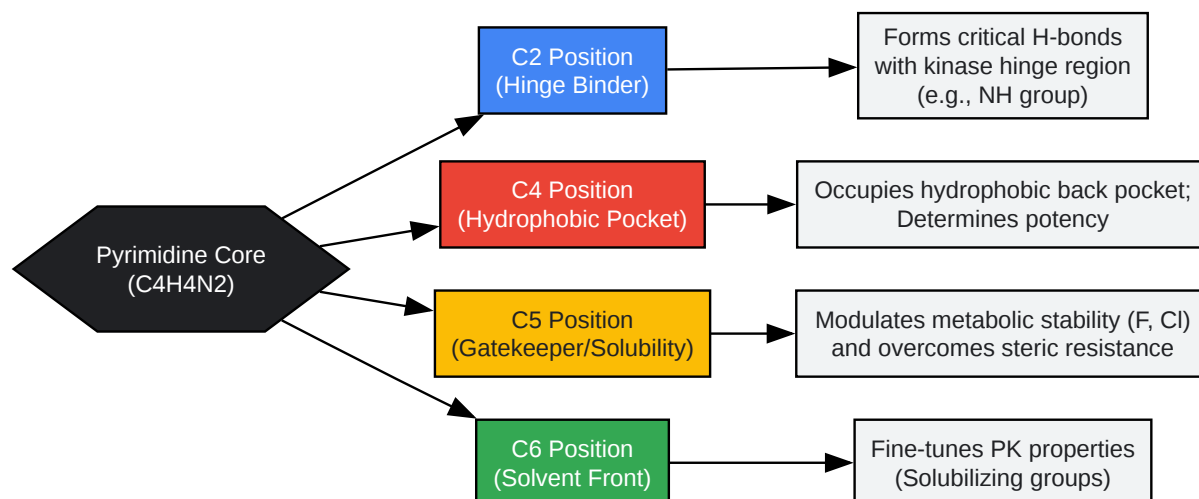 Pyrimidine Core
(C4H4N2)
C2 Position
(Hinge Binder)
Forms critical H-bonds
with kinase hinge region
(e.g., NH group)
C4 Position
(Hydrophobic Pocket)
Occupies hydrophobic back pocket;
Determines potency
C5 Position
(Gatekeeper/Solubility)
Modulates metabolic stability (F, Cl)
and overcomes steric resistance
C6 Position
(Solvent Front)
Fine-tunes PK properties
(Solubilizing groups)